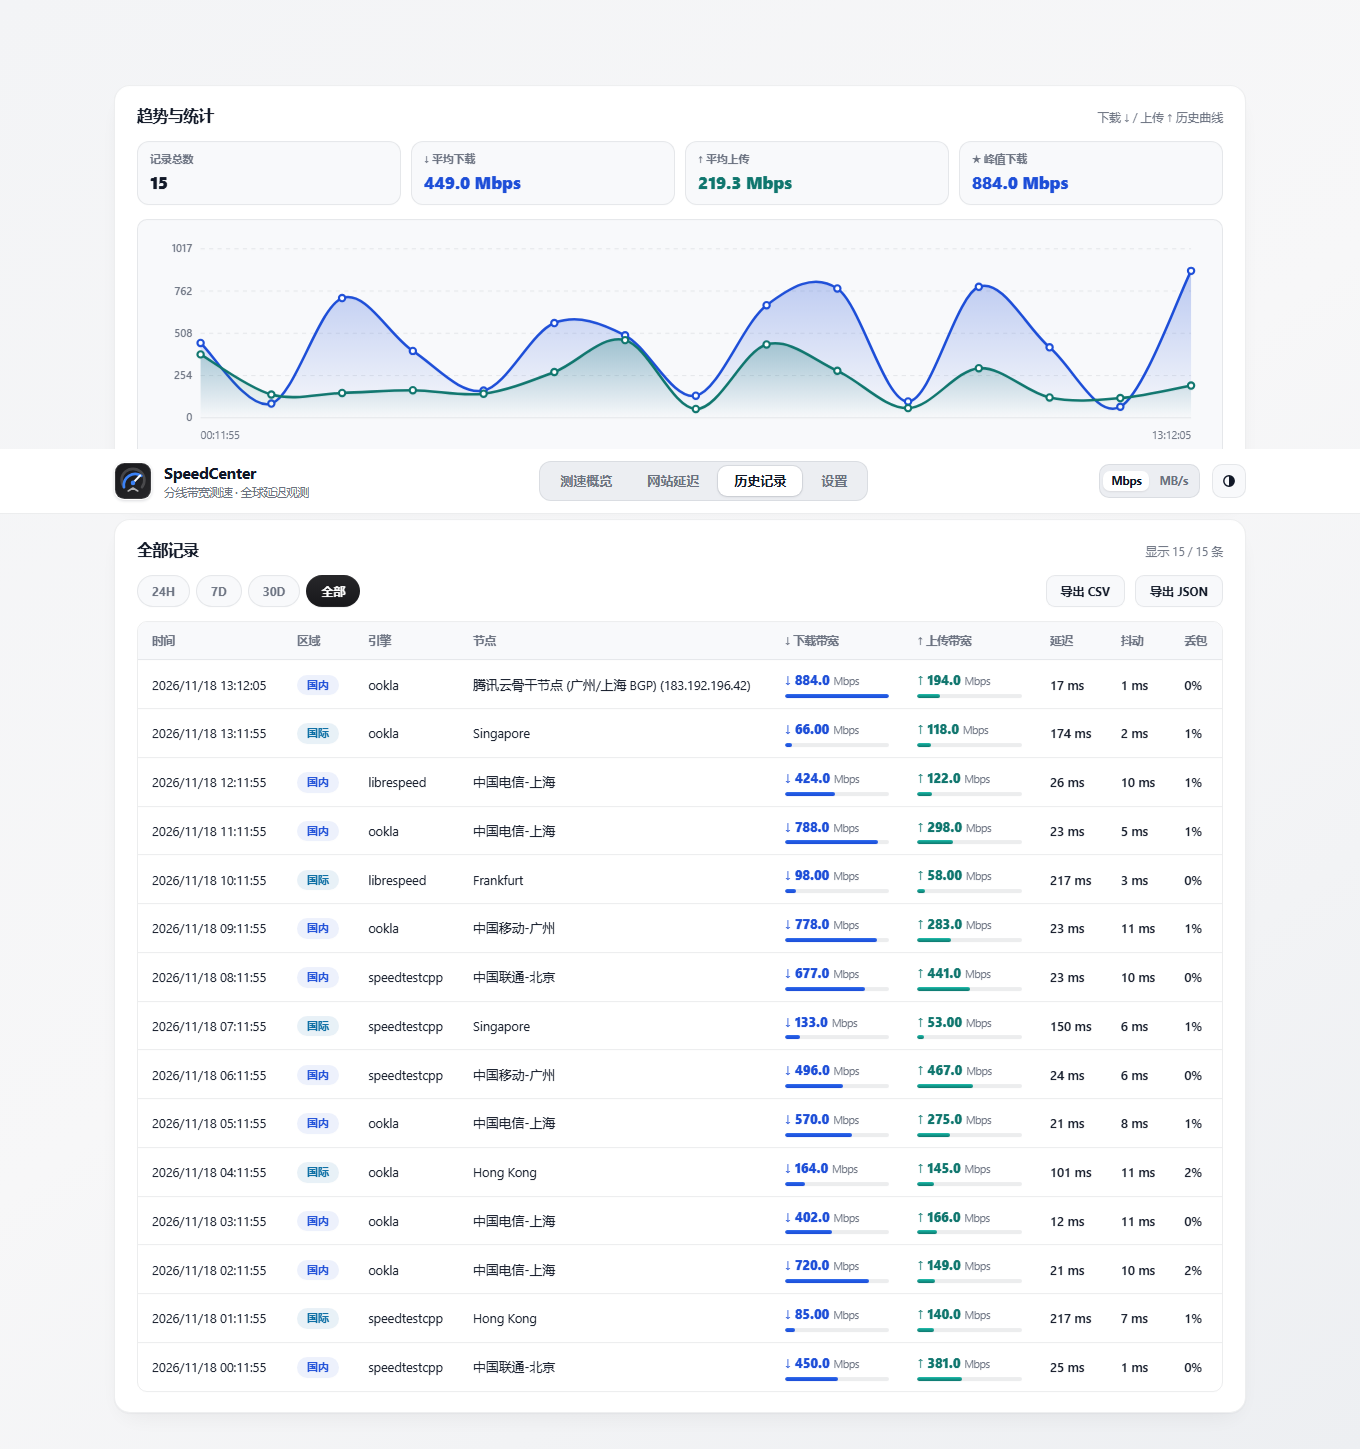 趋势与统计
下载 ↓ / 上传 ↑ 历史曲线
记录总数
15
↓ 平均下载
449.0 Mbps
↑ 平均上传
219.3 Mbps
★ 峰值下载
884.0 Mbps
1017
762
508
254
0
00:11:55
13:12:05
SpeedCenter
分线带宽测速 · 全球延迟观测
测速概览
网站延迟
历史记录
设置
Mbps
MB/s
全部记录
显示 15 / 15 条
24H
7D
30D
全部
导出 CSV
导出 JSON
时间 区域 引擎 节点 ↓ 下载带宽 ↑ 上传带宽 延迟 抖动 丢包
2026/11/18 13:12:05 国内 ookla 腾讯云骨干节点 (广州/上海 BGP) (183.192.196.42) ↓ 884.0 Mbps ↑ 194.0 Mbps 17 ms 1 ms 0%
2026/11/18 13:11:55 国际 ookla Singapore ↓ 66.00 Mbps ↑ 118.0 Mbps 174 ms 2 ms 1%
2026/11/18 12:11:55 国内 librespeed 中国电信-上海 ↓ 424.0 Mbps ↑ 122.0 Mbps 26 ms 10 ms 1%
2026/11/18 11:11:55 国内 ookla 中国电信-上海 ↓ 788.0 Mbps ↑ 298.0 Mbps 23 ms 5 ms 1%
2026/11/18 10:11:55 国际 librespeed Frankfurt ↓ 98.00 Mbps ↑ 58.00 Mbps 217 ms 3 ms 0%
2026/11/18 09:11:55 国内 ookla 中国移动-广州 ↓ 778.0 Mbps ↑ 283.0 Mbps 23 ms 11 ms 1%
2026/11/18 08:11:55 国内 speedtestcpp 中国联通-北京 ↓ 677.0 Mbps ↑ 441.0 Mbps 23 ms 10 ms 0%
2026/11/18 07:11:55 国际 speedtestcpp Singapore ↓ 133.0 Mbps ↑ 53.00 Mbps 150 ms 6 ms 1%
2026/11/18 06:11:55 国内 speedtestcpp 中国移动-广州 ↓ 496.0 Mbps ↑ 467.0 Mbps 24 ms 6 ms 0%
2026/11/18 05:11:55 国内 ookla 中国电信-上海 ↓ 570.0 Mbps ↑ 275.0 Mbps 21 ms 8 ms 1%
2026/11/18 04:11:55 国际 ookla Hong Kong ↓ 164.0 Mbps ↑ 145.0 Mbps 101 ms 11 ms 2%
2026/11/18 03:11:55 国内 ookla 中国电信-上海 ↓ 402.0 Mbps ↑ 166.0 Mbps 12 ms 11 ms 0%
2026/11/18 02:11:55 国内 ookla 中国电信-上海 ↓ 720.0 Mbps ↑ 149.0 Mbps 21 ms 10 ms 2%
2026/11/18 01:11:55 国际 speedtestcpp Hong Kong ↓ 85.00 Mbps ↑ 140.0 Mbps 217 ms 7 ms 1%
2026/11/18 00:11:55 国内 speedtestcpp 中国联通-北京 ↓ 450.0 Mbps ↑ 381.0 Mbps 25 ms 1 ms 0%